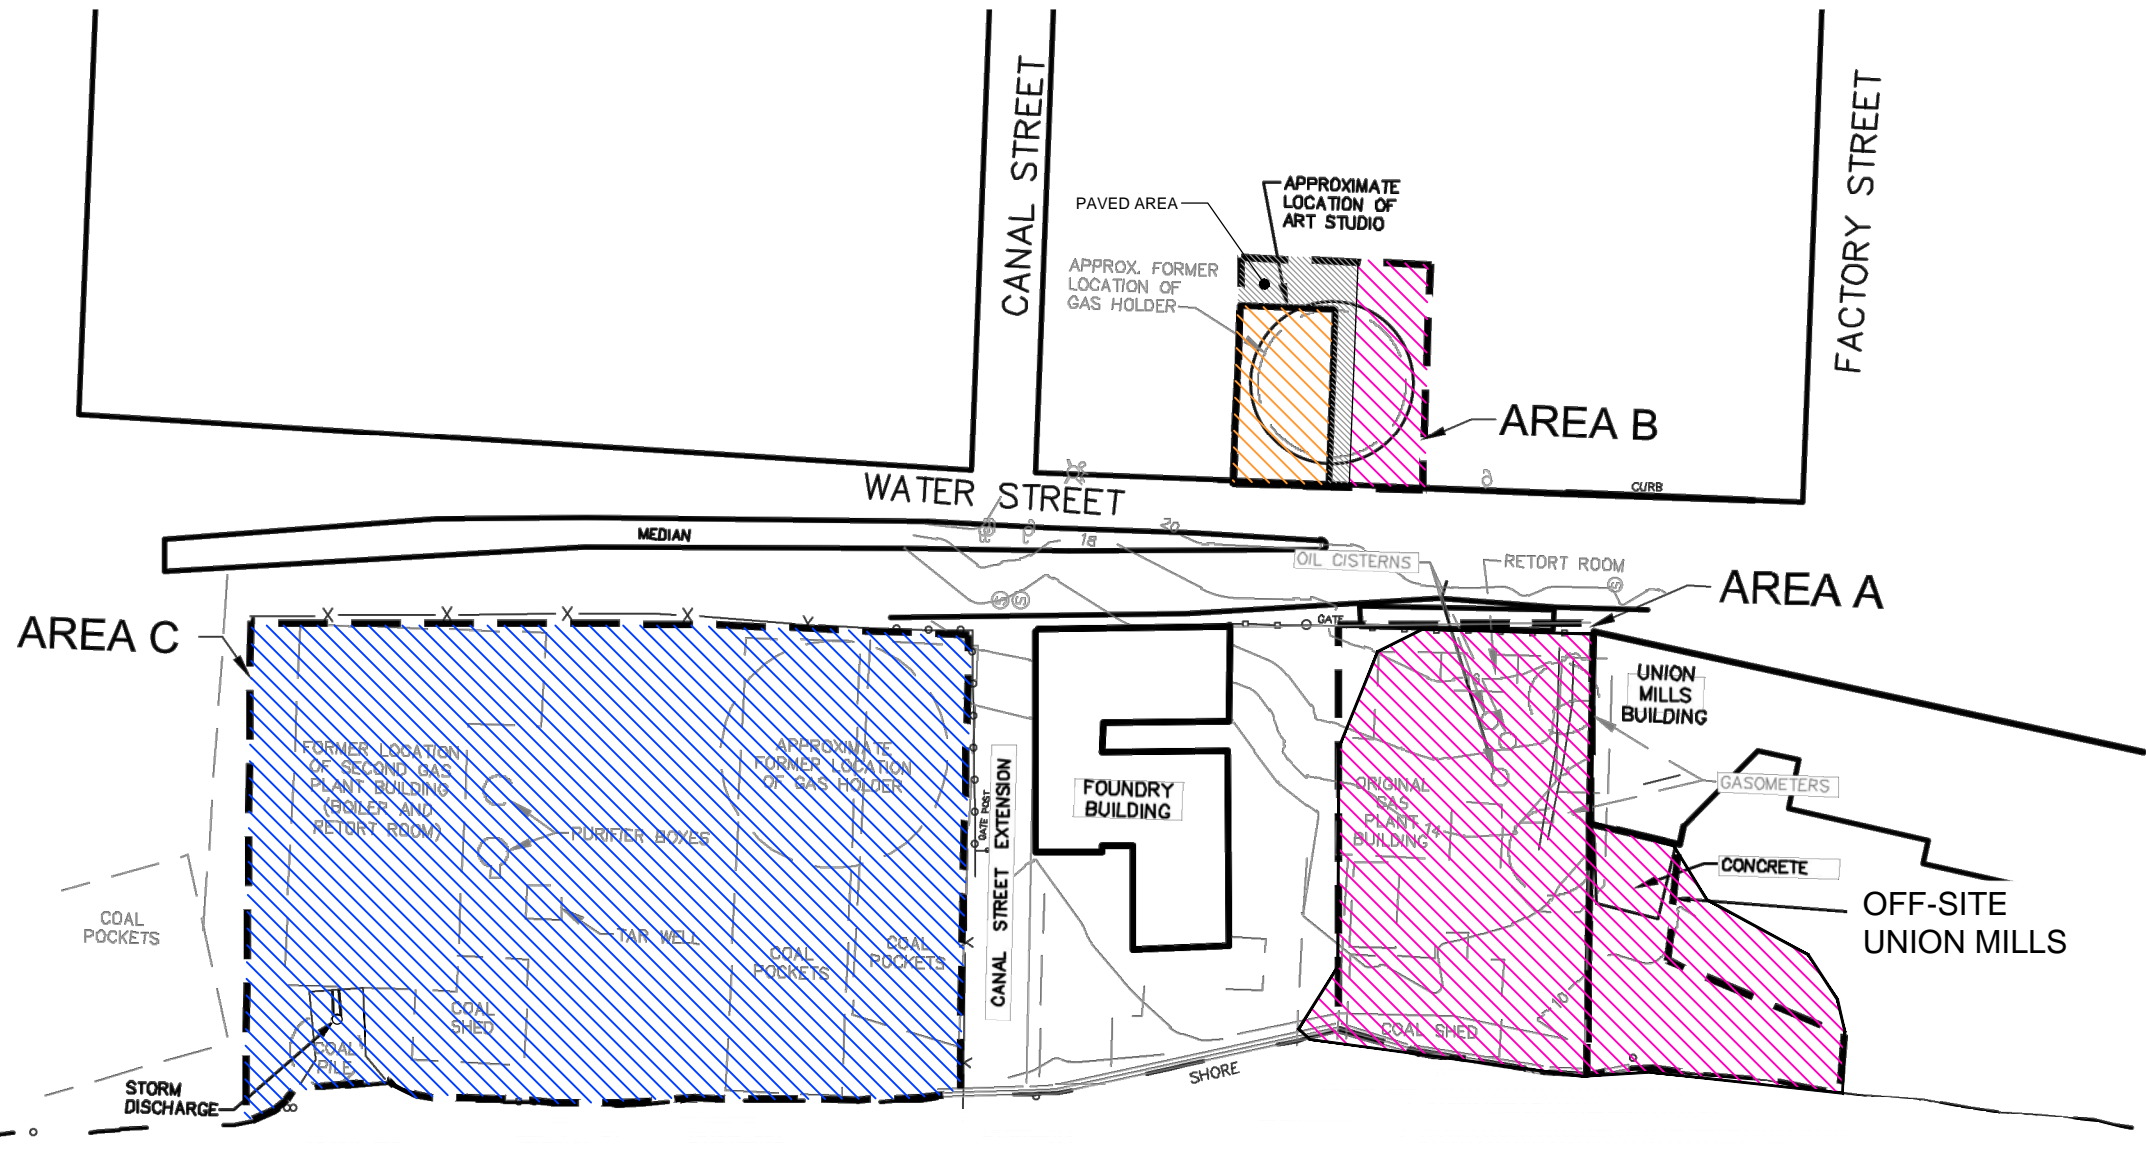 CANAL STREET
FACTORY STREET
APPROXIMATE
LOCATION OF
ART STUDIO
PAVED AREA
APPROX. FORMER
LOCATION OF
GAS HOLDER
AREA B
WATER STREET
CURB
MEDIAN
18
20
OIL CISTERNS
RETORT ROOM
AREA A
AREA C
GATE
UNION
MILLS
BUILDING
FORMER LOCATION
OF SECOND GAS
PLANT BUILDING
(BOILER AND
RETORT ROOM)
APPROXIMATE
FORMER LOCATION
OF GAS HOLDER
PURIFIER BOXES
GATE POST
CANAL STREET EXTENSION
FOUNDRY
BUILDING
ORIGINAL
GAS
PLANT
BUILDING
14
GASOMETERS
CONCRETE
OFF-SITE
UNION MILLS
COAL
POCKETS
TAR WELL
COAL
POCKETS
COAL
POCKETS
COAL
SHED
COAL
PILE
STORM
DISCHARGE
COAL SHED
10
SHORE